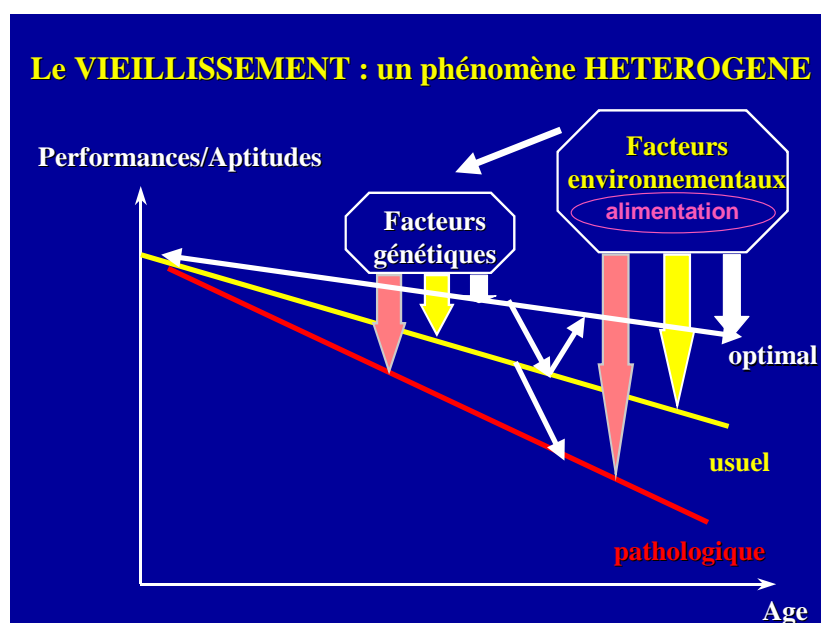 Le VIEILLISSEMENT : un phénomène HETEROGENE
Performances/Aptitudes
Facteurs
environnementaux
alimentation
Facteurs
génétiques
optimal
usuel
pathologique
Age